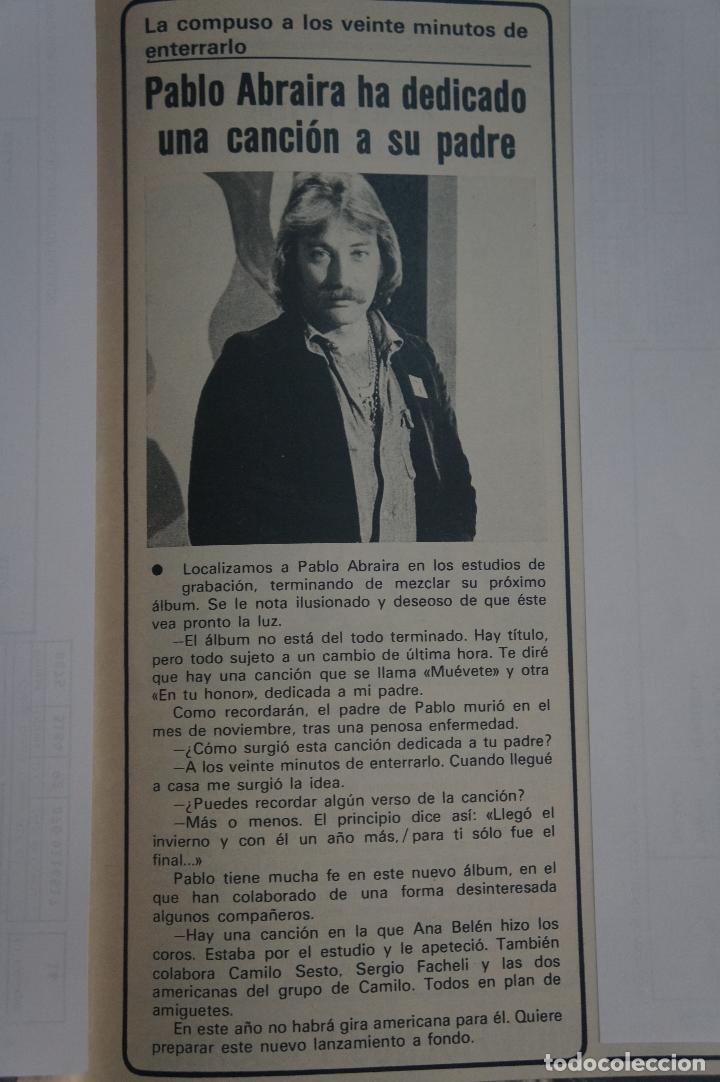 La compuso a los veinte minutos de
enterrarlo
Pablo Abraira ha dedicado
una canción a su padre
● Localizamos a Pablo Abraira en los estudios de
grabación, terminando de mezclar su próximo
álbum. Se le nota ilusionado y deseoso de que éste
vea pronto la luz.
—El álbum no está del todo terminado. Hay título,
pero todo sujeto a un cambio de última hora. Te diré
que hay una canción que se llama «Muévete» y otra
«En tu honor», dedicada a mi padre.
Como recordarán, el padre de Pablo murió en el
mes de noviembre, tras una penosa enfermedad.
—¿Cómo surgió esta canción dedicada a tu padre?
—A los veinte minutos de enterrarlo. Cuando llegué
a casa me surgió la idea.
—¿Puedes recordar algún verso de la canción?
—Más o menos. El principio dice así: «Llegó el
invierno y con él un año más,/para ti sólo fue el
final...»
Pablo tiene mucha fe en este nuevo álbum, en el
que han colaborado de una forma desinteresada
algunos compañeros.
—Hay una canción en la que Ana Belén hizo los
coros. Estaba por el estudio y le apeteció. También
colabora Camilo Sesto, Sergio Facheli y las dos
americanas del grupo de Camilo. Todos en plan de
amiguetes.
En este año no habrá gira americana para él. Quiere
preparar este nuevo lanzamiento a fondo.
todocoleccion